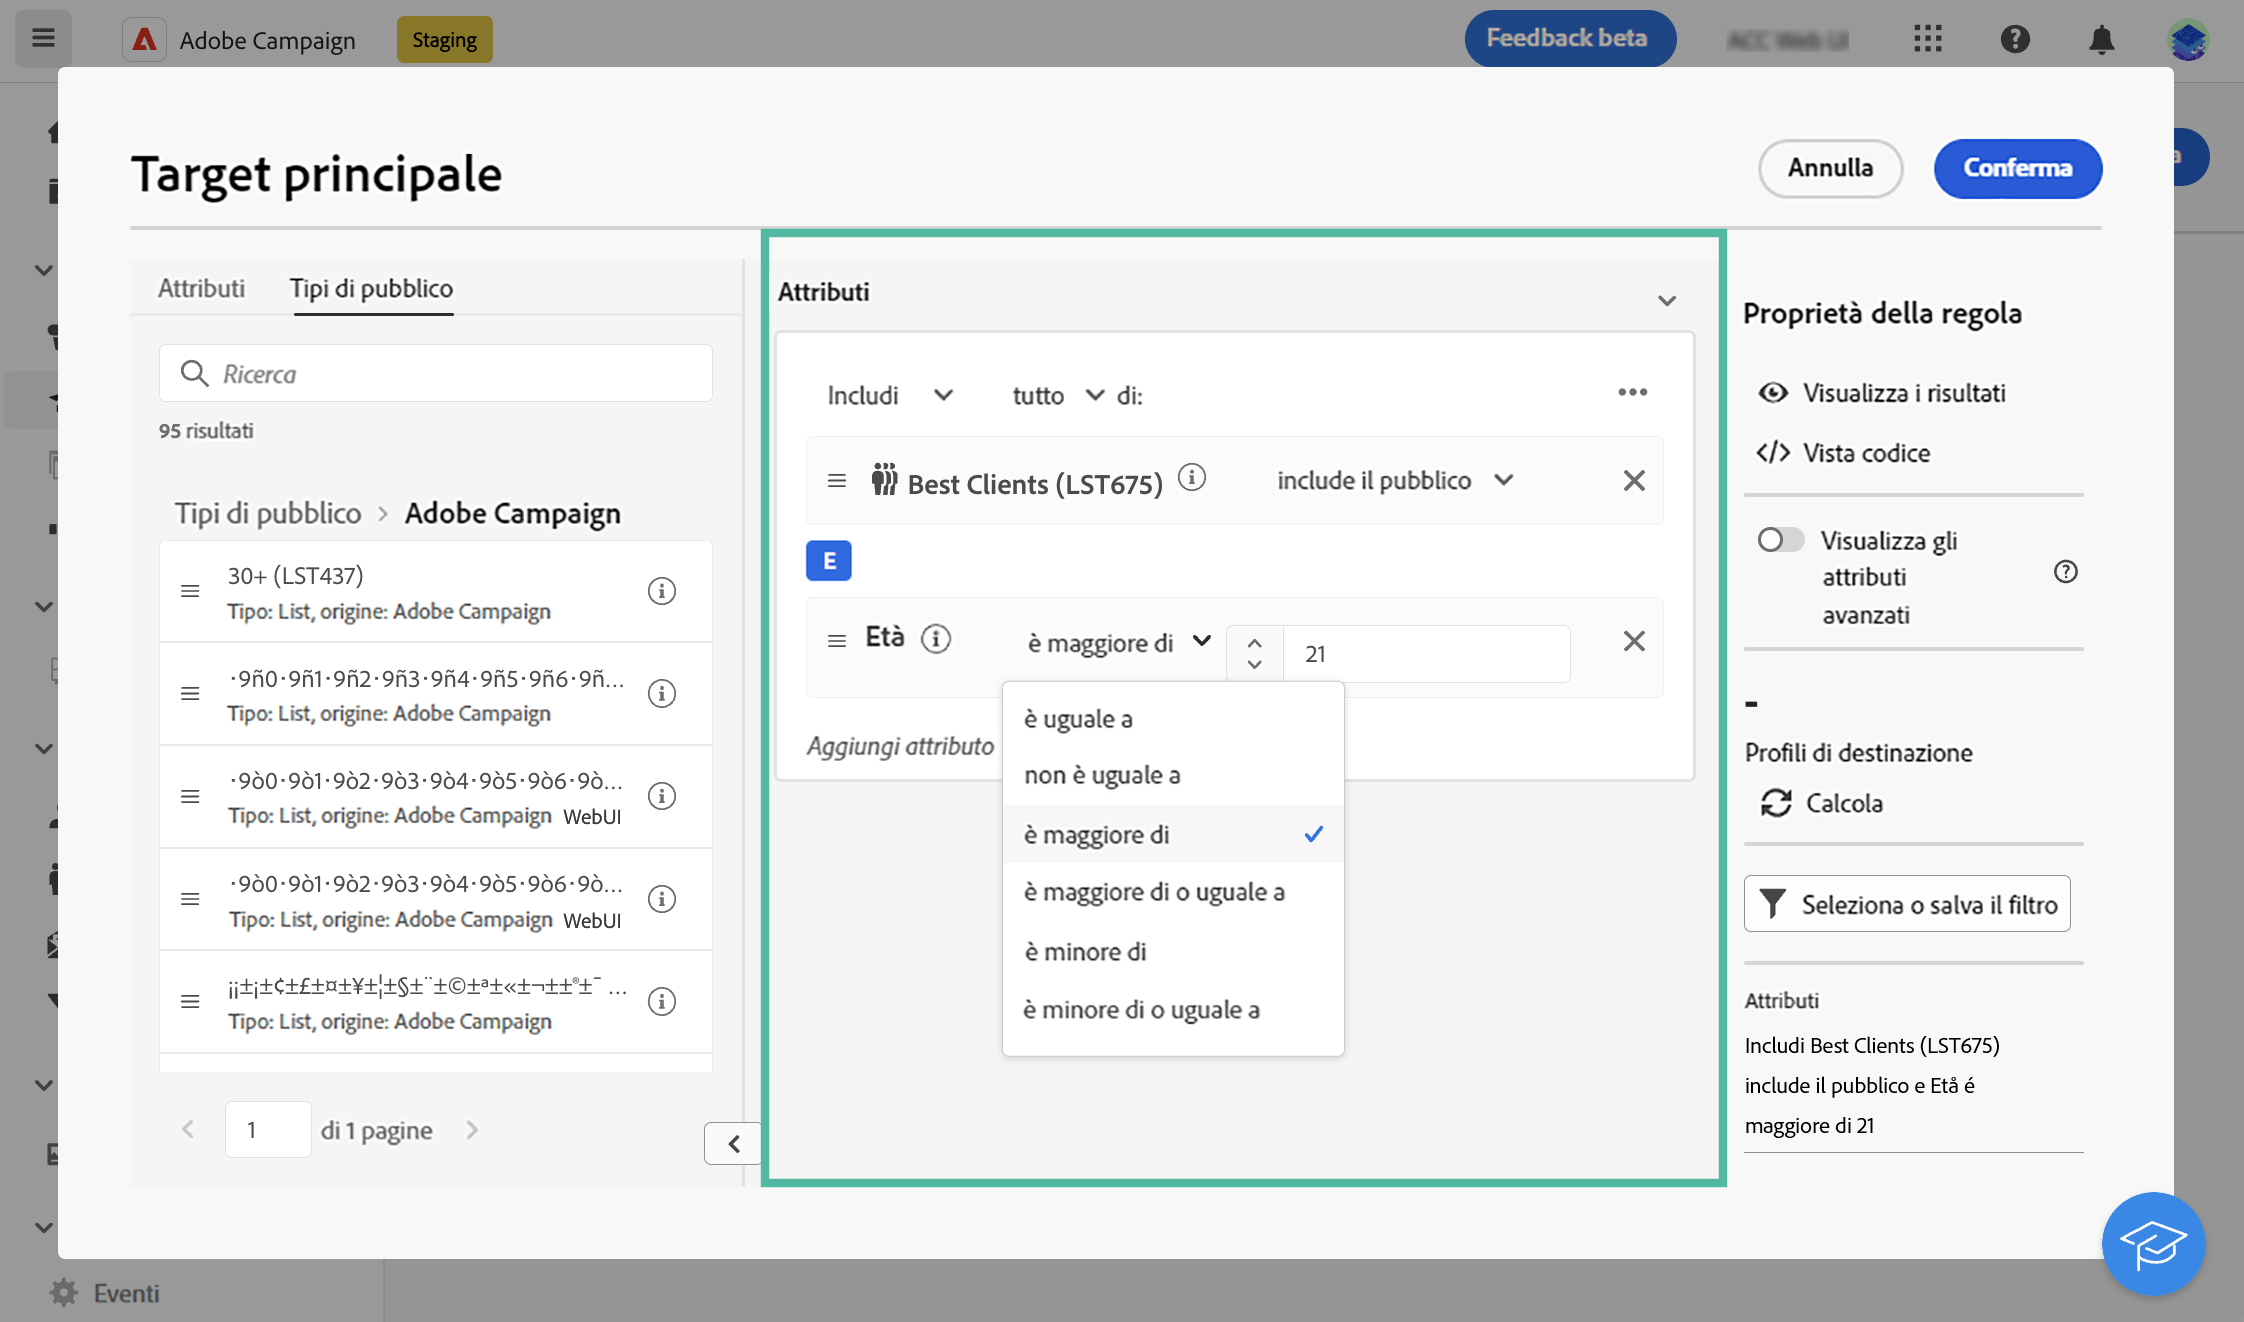 Adobe Campaign
Staging
Feedback beta
Target principale
Annulla
Conferma
Attributi
Tipi di pubblico
Ricerca
95 risultati
Tipi di pubblico > Adobe Campaign
30+ (LST437)
Tipo: List, origine: Adobe Campaign
·9ñ0·9ñ1·9ñ2·9ñ3·9ñ4·9ñ5·9ñ6·9ñ...
Tipo: List, origine: Adobe Campaign
·9ò0·9ò1·9ò2·9ò3·9ò4·9ò5·9ò6·9ò...
Tipo: List, origine: Adobe Campaign WebUI
·9ò0·9ò1·9ò2·9ò3·9ò4·9ò5·9ò6·9ò...
Tipo: List, origine: Adobe Campaign WebUI
¡¡±¡±¢±£±¤±¥±¦±§±¨±©±ª±«±¬±±®±¯ ...
Tipo: List, origine: Adobe Campaign
1 di 1 pagine
Attributi
Includi tutto di:
Best Clients (LST675) include il pubblico
E
Età è maggiore di 21
Aggiungi attributo
è uguale a
non è uguale a
è maggiore di
è maggiore di o uguale a
è minore di
è minore di o uguale a
Proprietà della regola
Visualizza i risultati
Vista codice
Visualizza gli
attributi
avanzati
-
Profili di destinazione
Calcola
Seleziona o salva il filtro
Attributi
Includi Best Clients (LST675)
include il pubblico e Etå é
maggiore di 21
Eventi